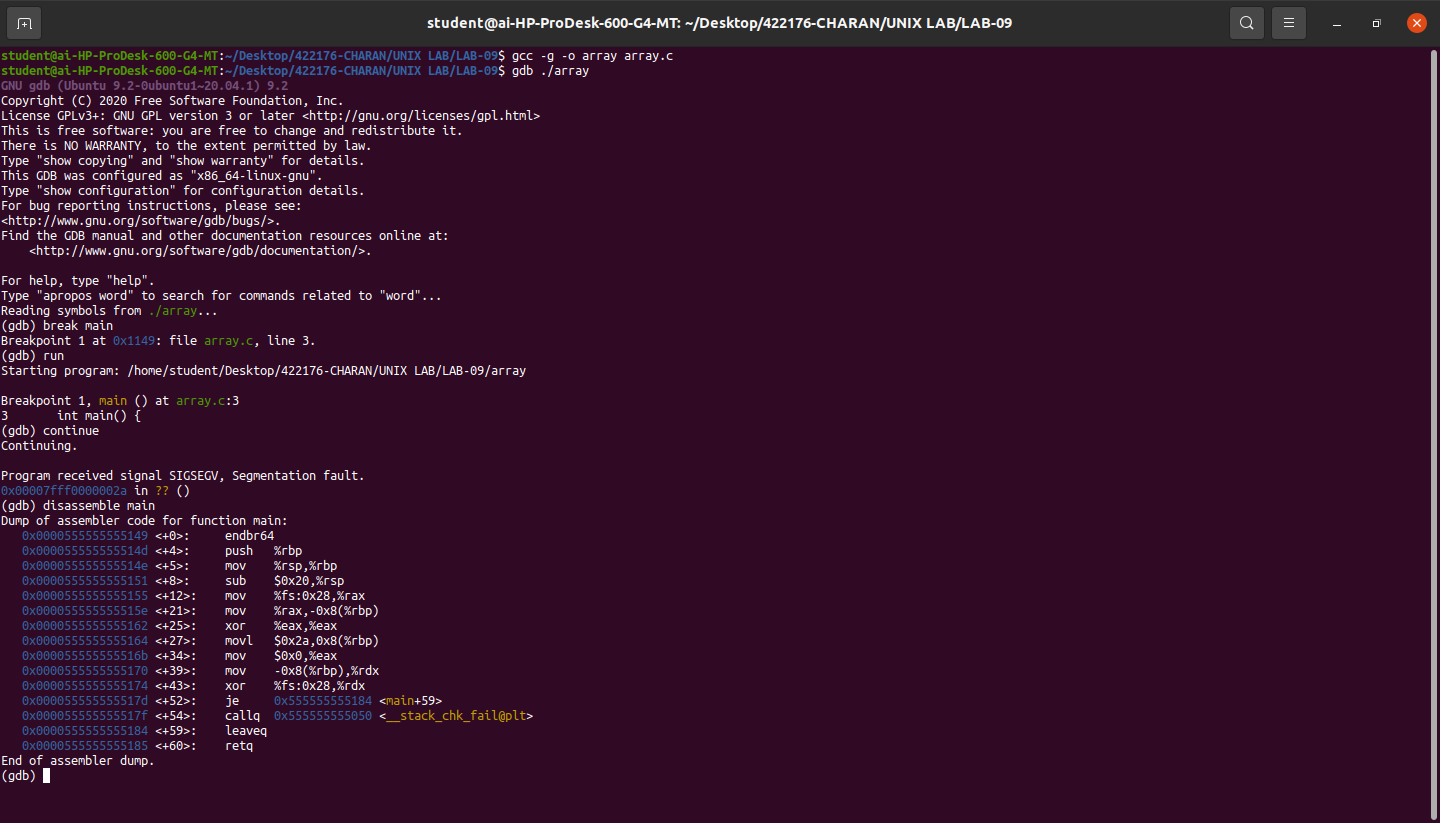 student@ai-HP-ProDesk-600-G4-MT: ~/Desktop/422176-CHARAN/UNIX LAB/LAB-09
student@ai-HP-ProDesk-600-G4-MT:~/Desktop/422176-CHARAN/UNIX LAB/LAB-09$ gcc -g -o array array.c
student@ai-HP-ProDesk-600-G4-MT:~/Desktop/422176-CHARAN/UNIX LAB/LAB-09$ gdb ./array
GNU gdb (Ubuntu 9.2-0ubuntu1~20.04.1) 9.2
Copyright (C) 2020 Free Software Foundation, Inc.
License GPLv3+: GNU GPL version 3 or later <http://gnu.org/licenses/gpl.html>
This is free software: you are free to change and redistribute it.
There is NO WARRANTY, to the extent permitted by law.
Type "show copying" and "show warranty" for details.
This GDB was configured as "x86_64-linux-gnu".
Type "show configuration" for configuration details.
For bug reporting instructions, please see:
<http://www.gnu.org/software/gdb/bugs/>.
Find the GDB manual and other documentation resources online at:
    <http://www.gnu.org/software/gdb/documentation/>.

For help, type "help".
Type "apropos word" to search for commands related to "word"...
Reading symbols from ./array...
(gdb) break main
Breakpoint 1 at 0x1149: file array.c, line 3.
(gdb) run
Starting program: /home/student/Desktop/422176-CHARAN/UNIX LAB/LAB-09/array

Breakpoint 1, main () at array.c:3
3       int main() {
(gdb) continue
Continuing.

Program received signal SIGSEGV, Segmentation fault.
0x00007fff0000002a in ?? ()
(gdb) disassemble main
Dump of assembler code for function main:
   0x0000555555555149 <+0>:     endbr64
   0x000055555555514d <+4>:     push   %rbp
   0x000055555555514e <+5>:     mov    %rsp,%rbp
   0x0000555555555151 <+8>:     sub    $0x20,%rsp
   0x0000555555555155 <+12>:    mov    %fs:0x28,%rax
   0x000055555555515e <+21>:    mov    %rax,-0x8(%rbp)
   0x0000555555555162 <+25>:    xor    %eax,%eax
   0x0000555555555164 <+27>:    movl   $0x2a,0x8(%rbp)
   0x000055555555516b <+34>:    mov    $0x0,%eax
   0x0000555555555170 <+39>:    mov    -0x8(%rbp),%rdx
   0x0000555555555174 <+43>:    xor    %fs:0x28,%rdx
   0x000055555555517d <+52>:    je     0x555555555184 <main+59>
   0x000055555555517f <+54>:    callq  0x555555555050 <__stack_chk_fail@plt>
   0x0000555555555184 <+59>:    leaveq
   0x0000555555555185 <+60>:    retq
End of assembler dump.
(gdb)